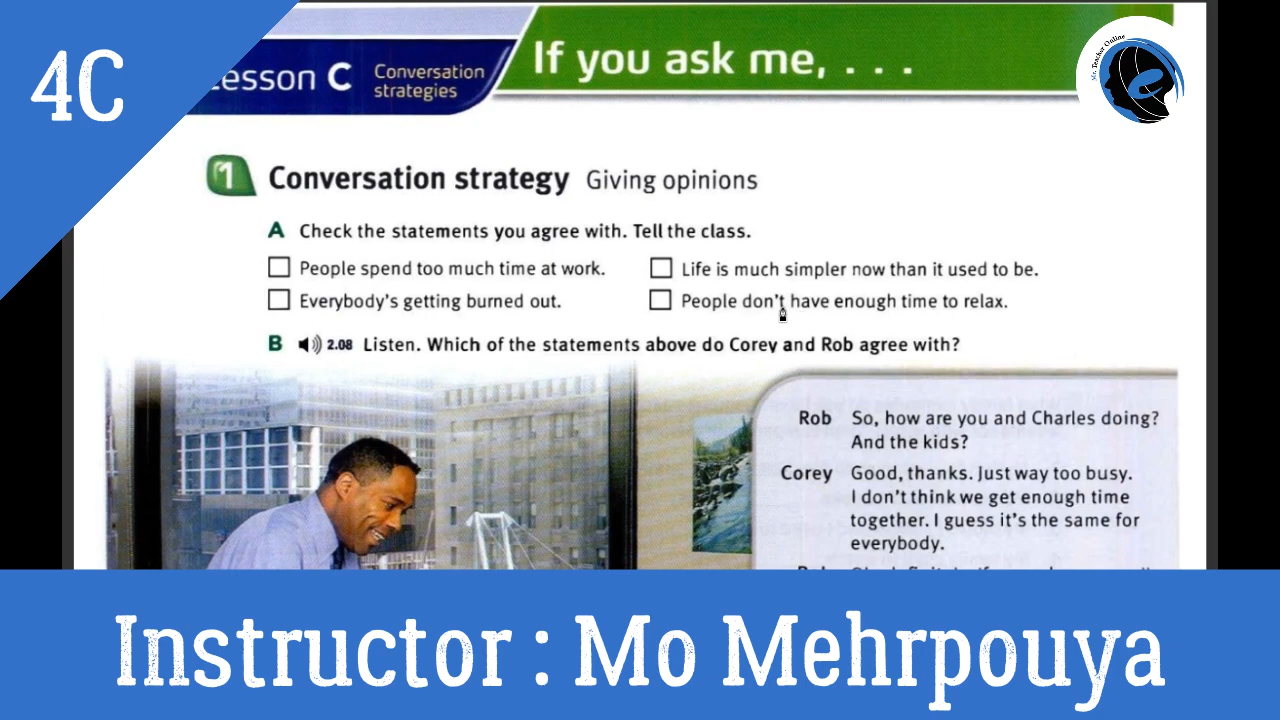 4C
Lesson C Conversation strategies
If you ask me, . . .
Mr. Teacher Online
1 Conversation strategy Giving opinions
A Check the statements you agree with. Tell the class.
People spend too much time at work.
Life is much simpler now than it used to be.
Everybody's getting burned out.
People don't have enough time to relax.
B 2.08 Listen. Which of the statements above do Corey and Rob agree with?
Rob So, how are you and Charles doing?
And the kids?
Corey Good, thanks. Just way too busy.
I don't think we get enough time
together. I guess it's the same for
everybody.
Instructor : Mo Mehrpouya